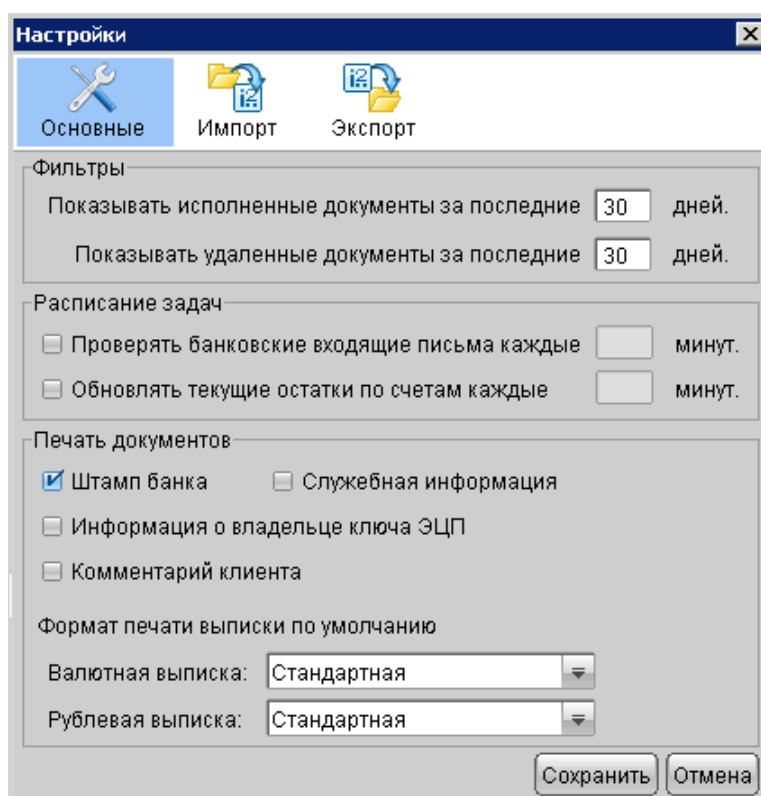 Настройки
Основные Импорт Экспорт
Фильтры
Показывать исполненные документы за последние 30 дней.
Показывать удаленные документы за последние 30 дней.
Расписание задач
Проверять банковские входящие письма каждые минут.
Обновлять текущие остатки по счетам каждые минут.
Печать документов
Штамп банка Служебная информация
Информация о владельце ключа ЭЦП
Комментарий клиента
Формат печати выписки по умолчанию
Валютная выписка: Стандартная
Рублевая выписка: Стандартная
Сохранить Отмена